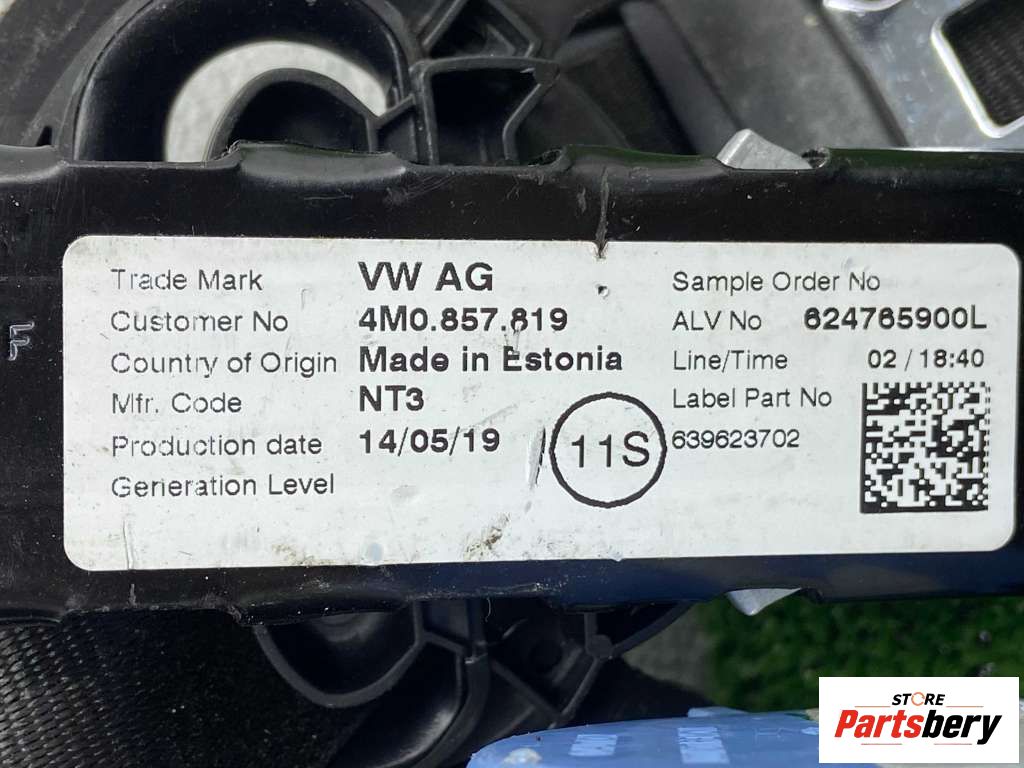 Trade Mark VW AG
Customer No 4M0.857.819
Country of Origin Made in Estonia
Mfr. Code NT3
Production date 14/05/19
Generation Level
11S
Sample Order No
ALV No 624765900L
Line/Time 02 / 18:40
Label Part No
639623702
F
STORE
Partsbery